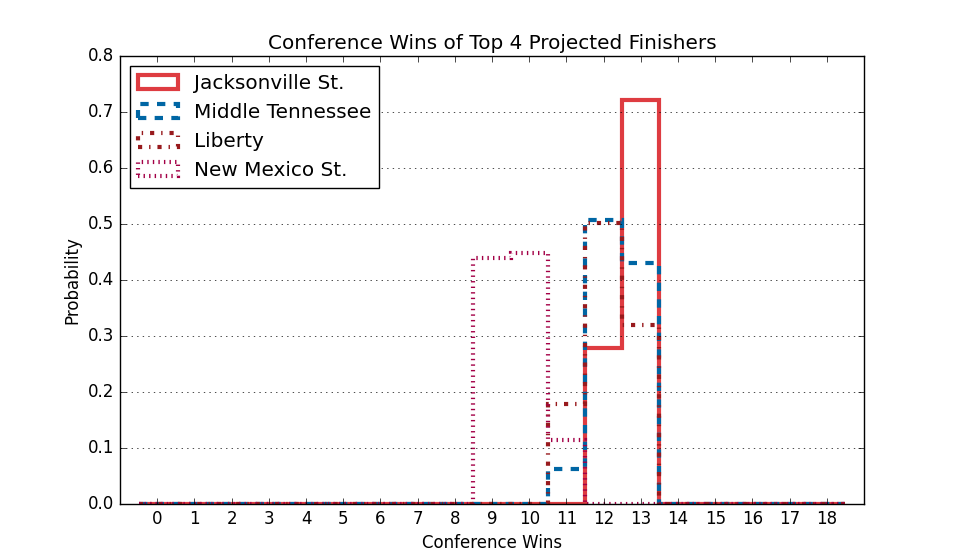 Conference Wins of Top 4 Projected Finishers
0.8
0.7
0.6
0.5
0.4
0.3
0.2
0.1
0.0
Probability
Jacksonville St.
Middle Tennessee
Liberty
New Mexico St.
0 1 2 3 4 5 6 7 8 9 10 11 12 13 14 15 16 17 18
Conference Wins